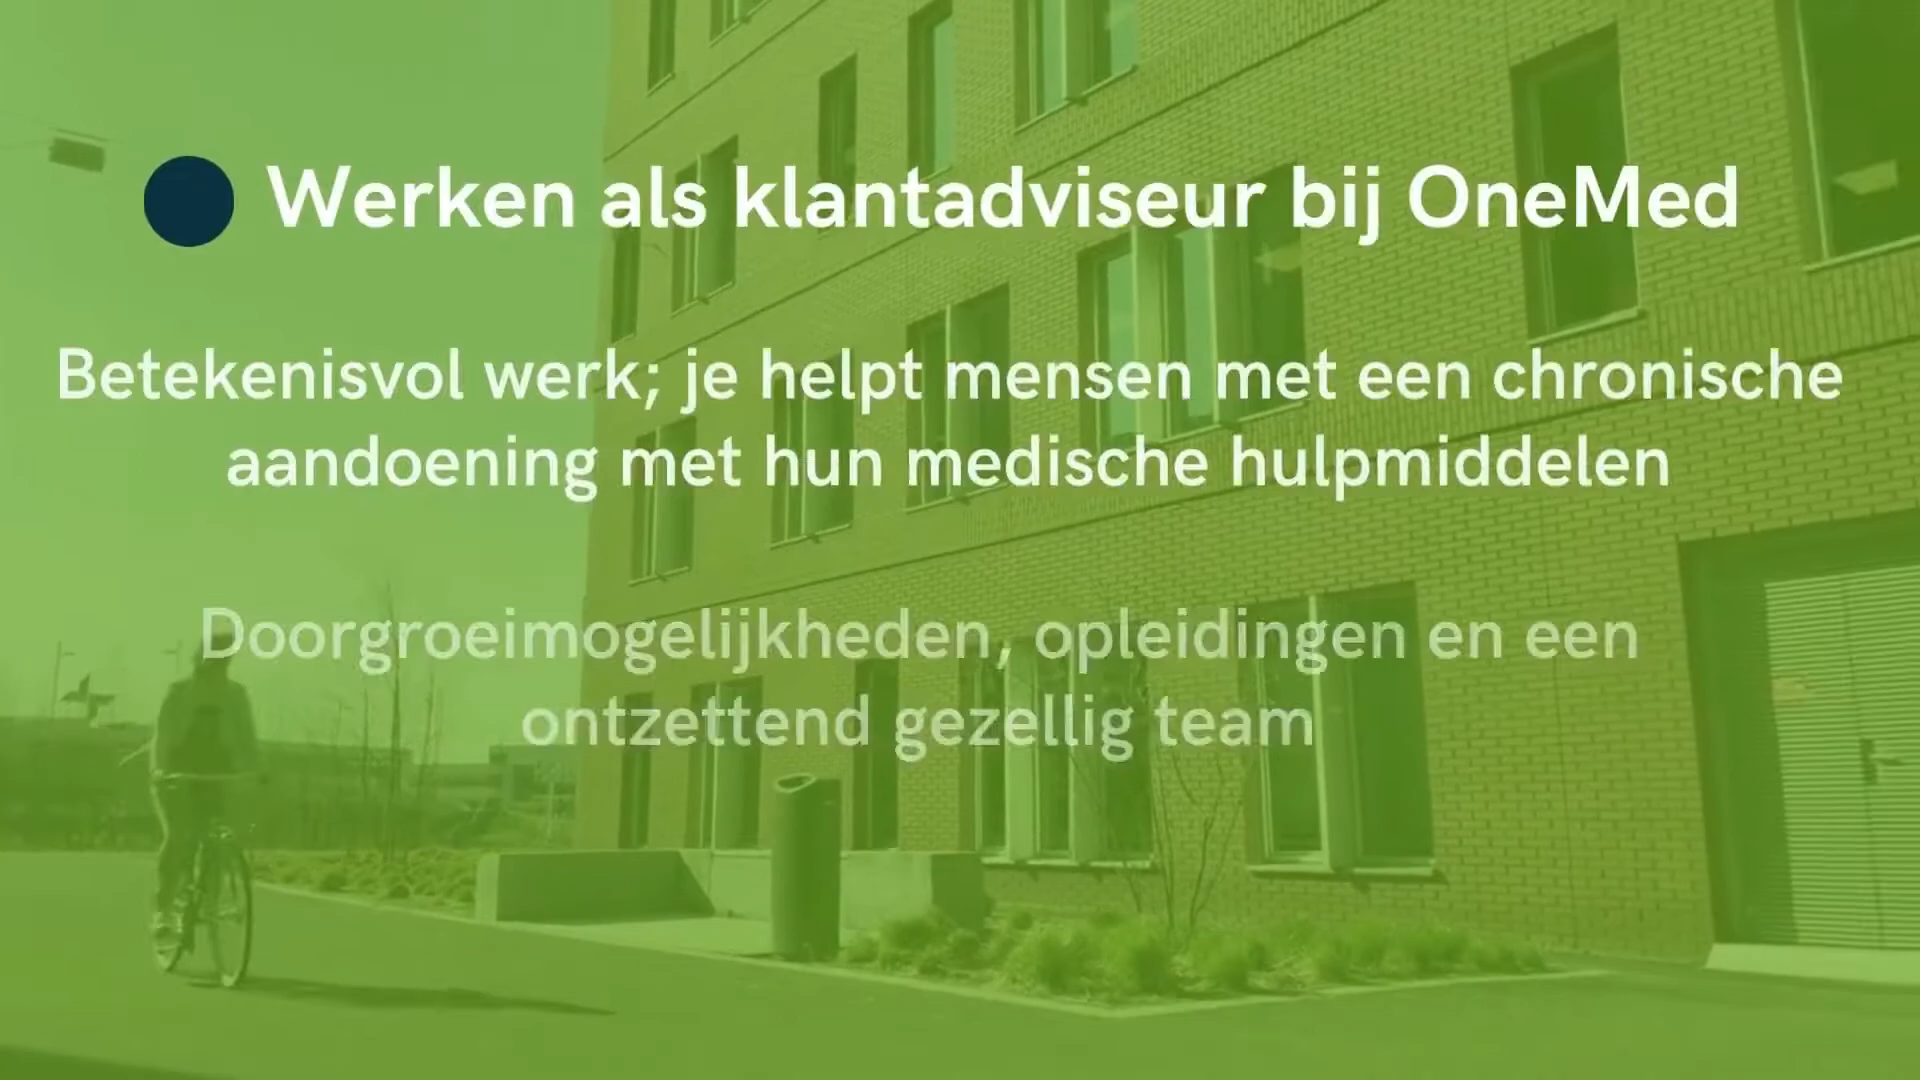 Werken als klantadviseur bij OneMed
Betekenisvol werk; je helpt mensen met een chronische
aandoening met hun medische hulpmiddelen
Doorgroeimogelijkheden, opleidingen en een
ontzettend gezellig team